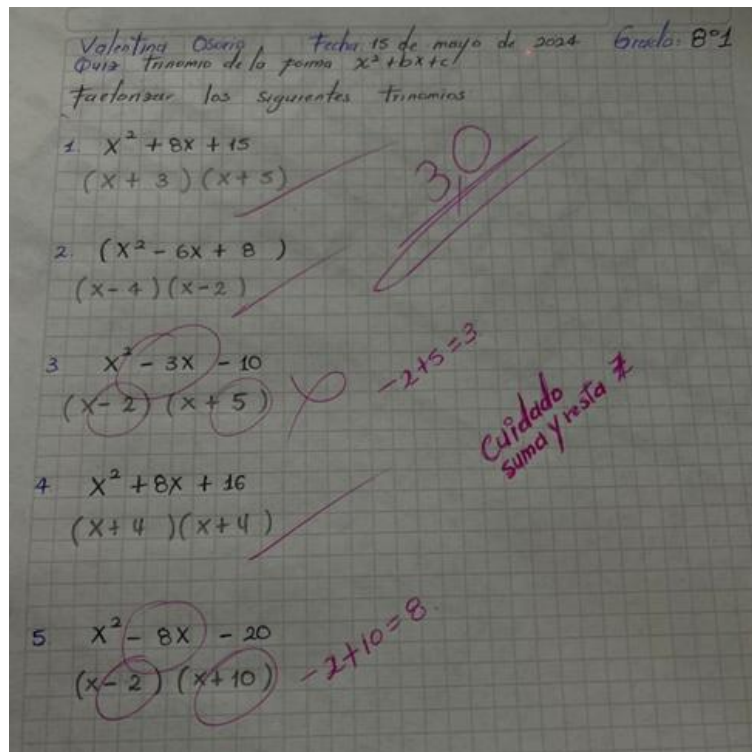 Valentina Osorio Fecha: 15 de mayo de 2024 Grado: 8°1
Quiz Trinomio de la forma x² + bx + c
Factorizar los siguientes trinomios
3,0
1. x² + 8x + 15
(x + 3) (x + 5)
2. (x² - 6x + 8 )
(x - 4) (x - 2)
3 x² - 3x - 10
(x - 2) (x + 5) - 2 + 5 = 3
Cuidado
suma y resta
4 x² + 8x + 16
(x + 4 ) (x + 4 )
5 x² - 8x - 20
(x - 2) (x + 10) - 2 + 10 = 8